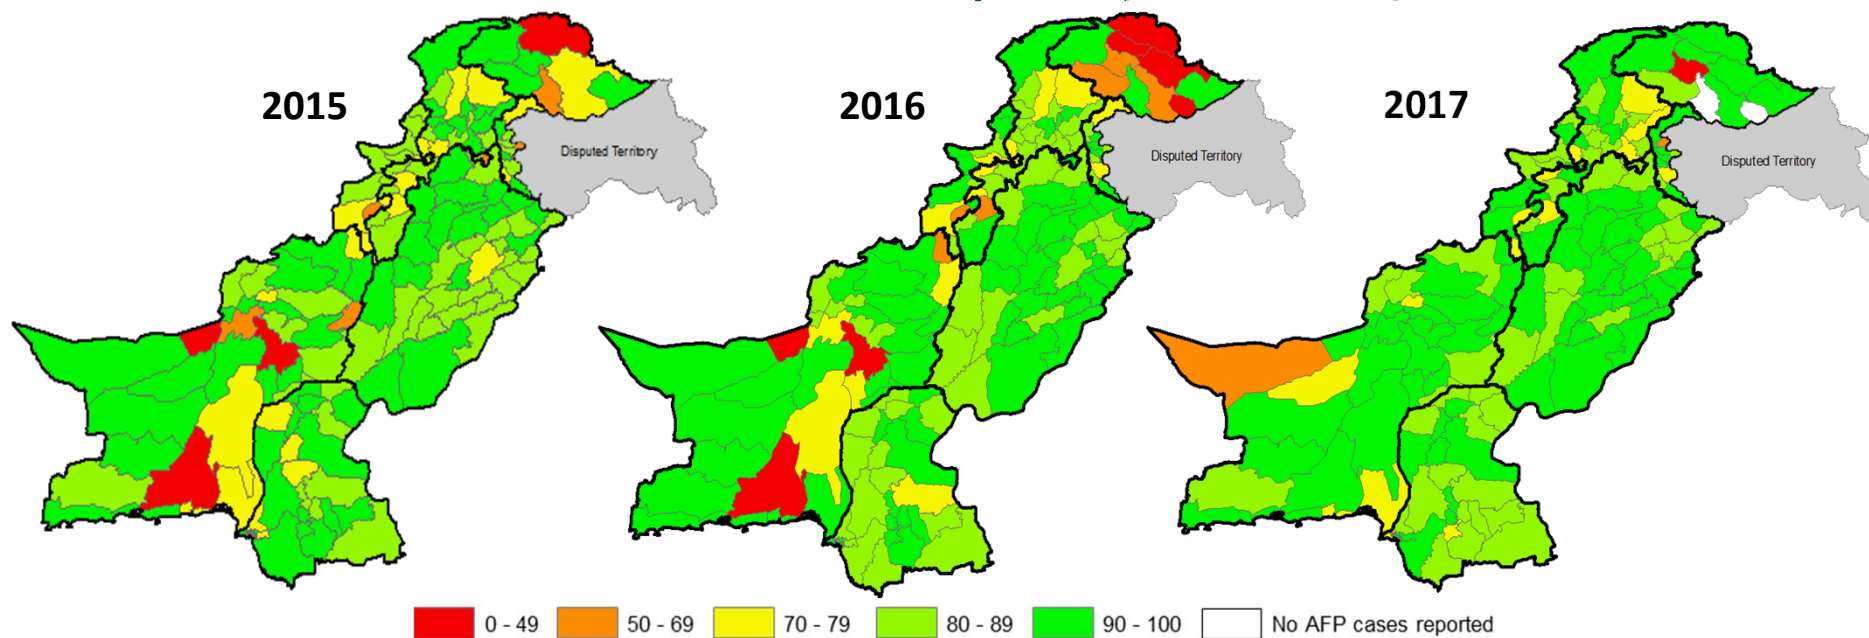 2015
2016
2017
Disputed Territory
Disputed Territory
Disputed Territory
0 - 49
50 - 69
70 - 79
80 - 89
90 - 100
No AFP cases reported